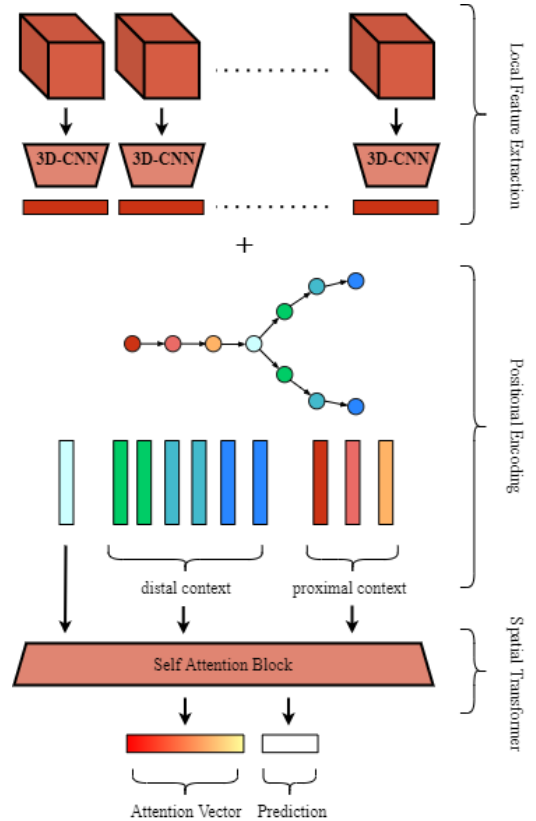 Local Feature Extraction
3D-CNN 3D-CNN 3D-CNN
+
Positional Encoding
distal context proximal context
Spatial Transformer
Self Attention Block
Attention Vector Prediction